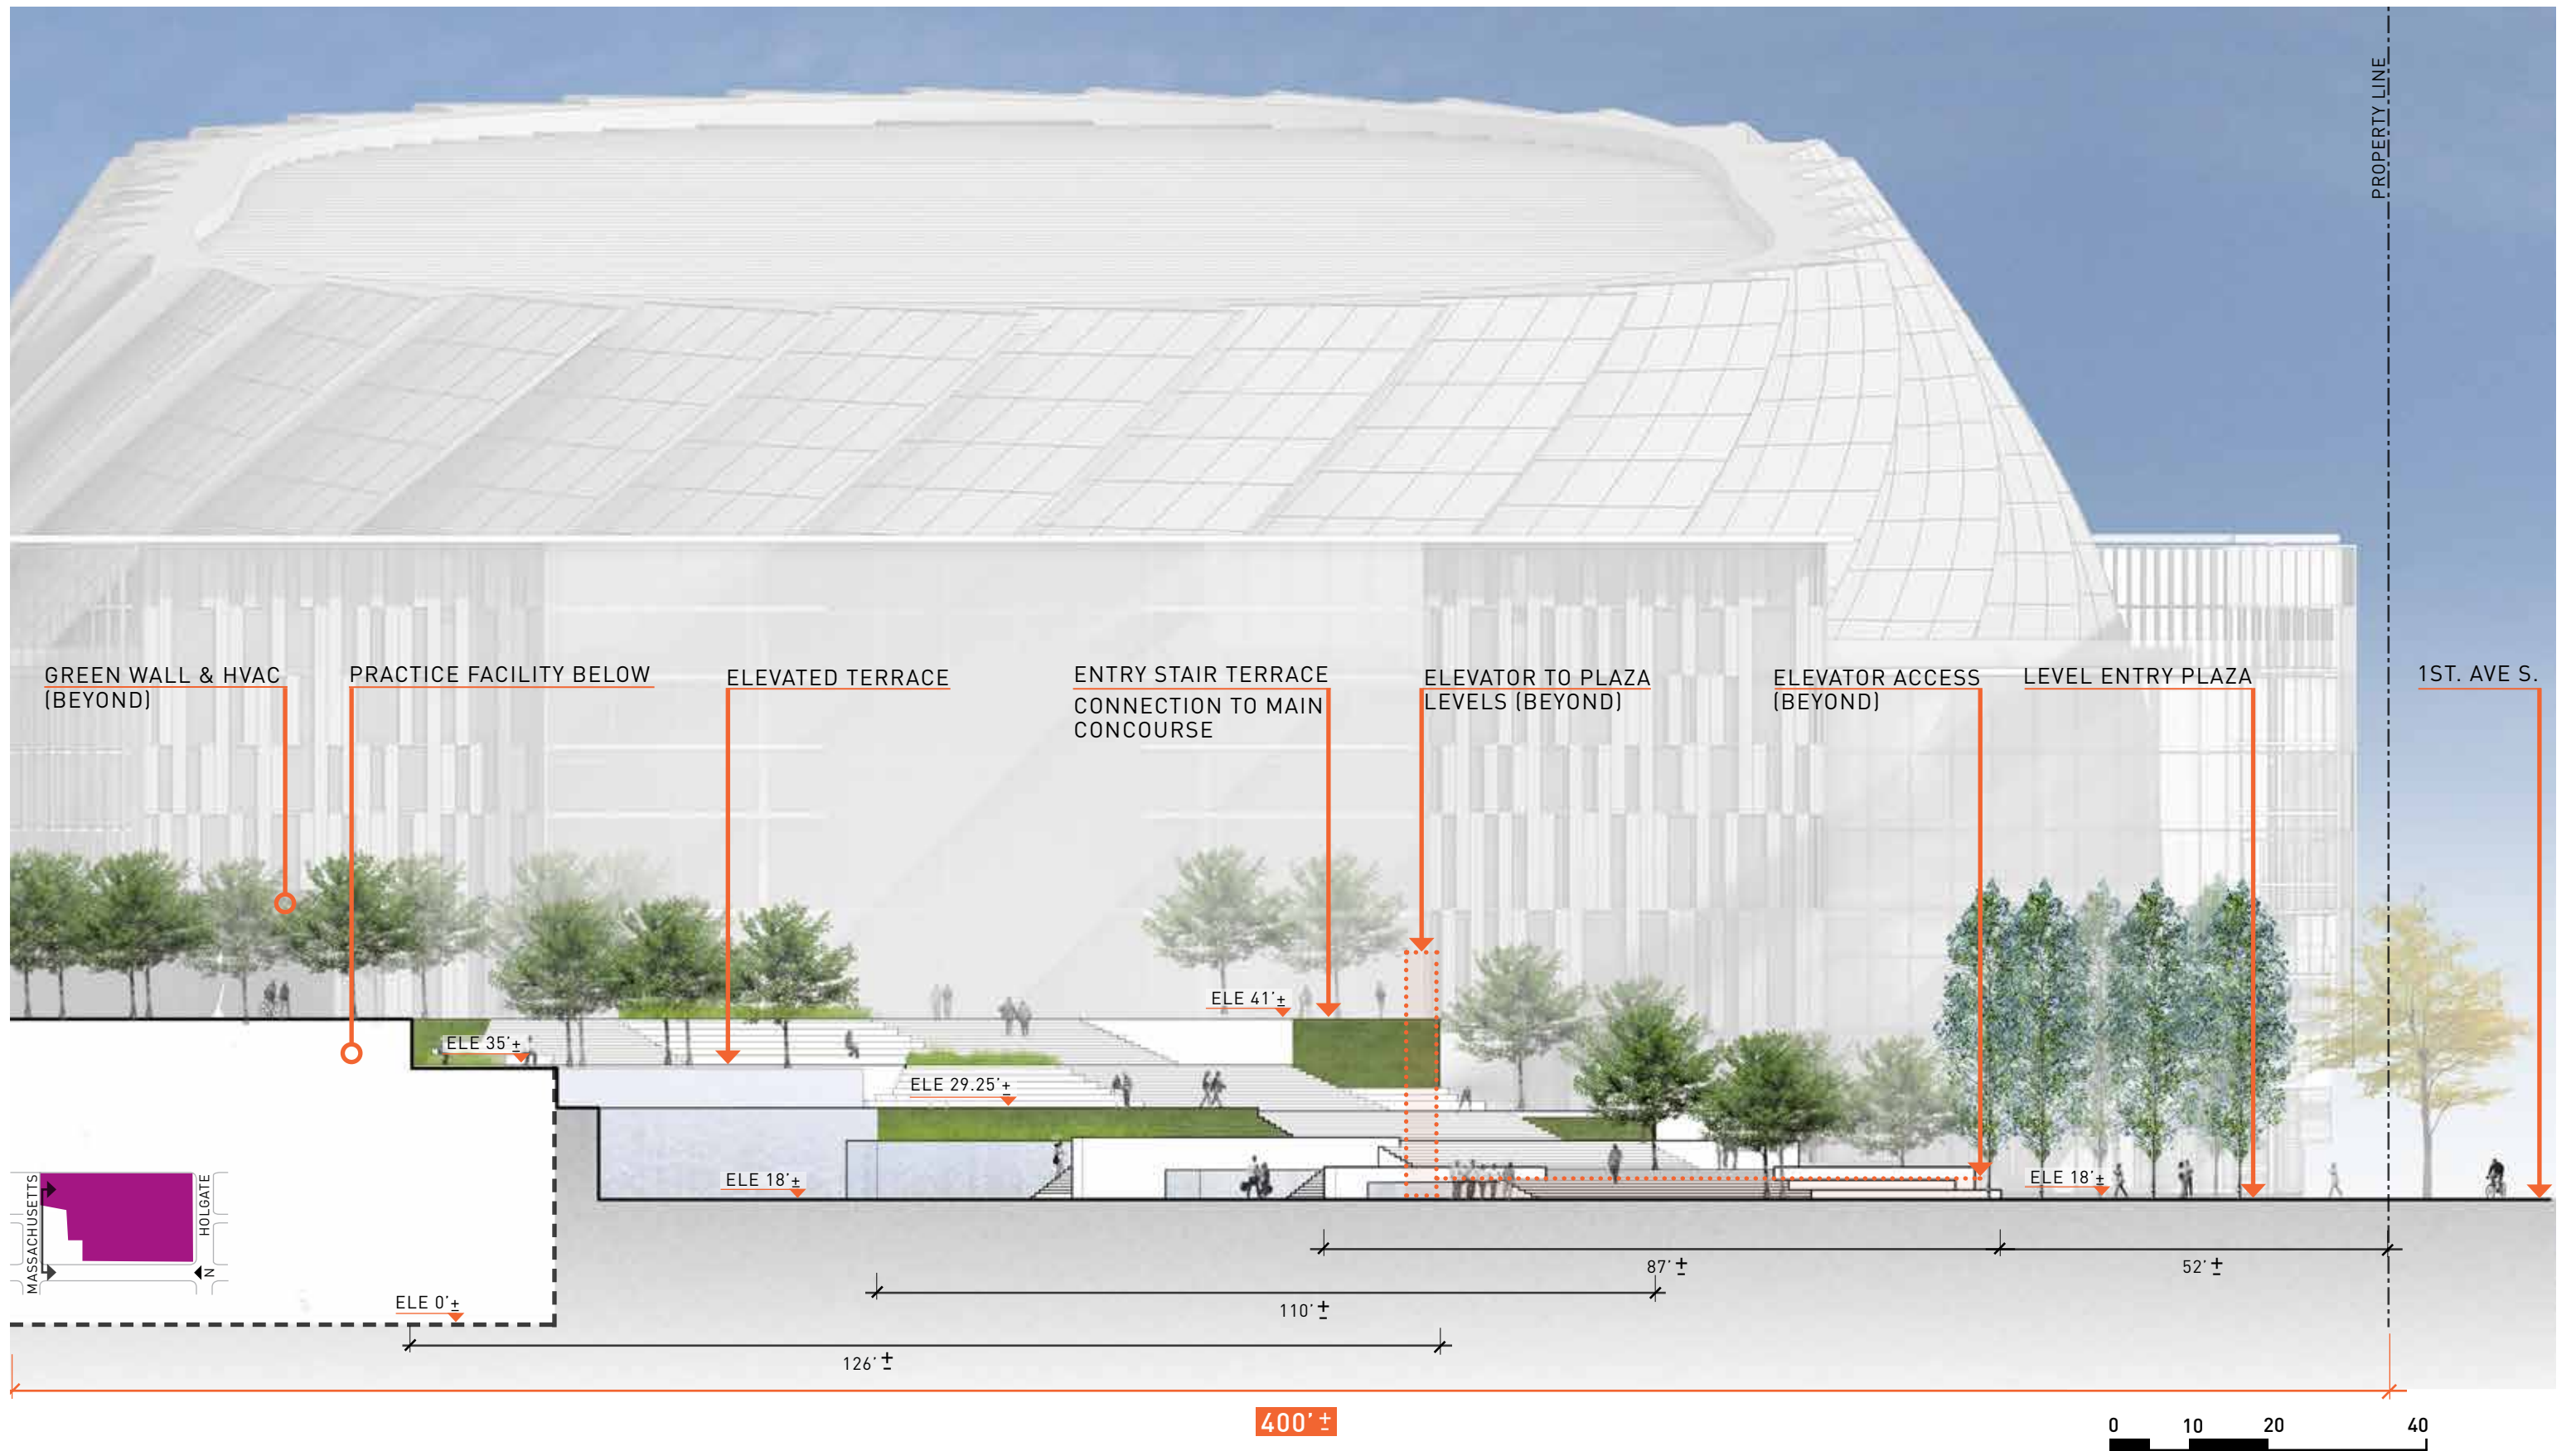 PROPERTY LINE
GREEN WALL & HVAC
(BEYOND)
PRACTICE FACILITY BELOW
ELEVATED TERRACE
ENTRY STAIR TERRACE
CONNECTION TO MAIN
CONCOURSE
ELEVATOR TO PLAZA
LEVELS (BEYOND)
ELEVATOR ACCESS
(BEYOND)
LEVEL ENTRY PLAZA
1ST. AVE S.
ELE 41'±
ELE 35'±
ELE 29.25'±
ELE 18'±
ELE 18'±
MASSACHUSETTS
HOLGATE
N
ELE 0'±
87'±
52'±
110'±
126'±
400'±
0 10 20 40